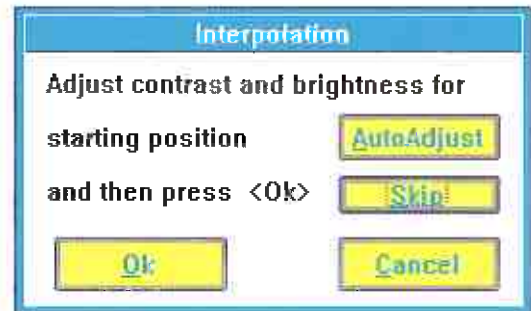 Interpolation
Adjust contrast and brightness for
starting position
AutoAdjust
and then press <Ok>
Skip
Ok
Cancel